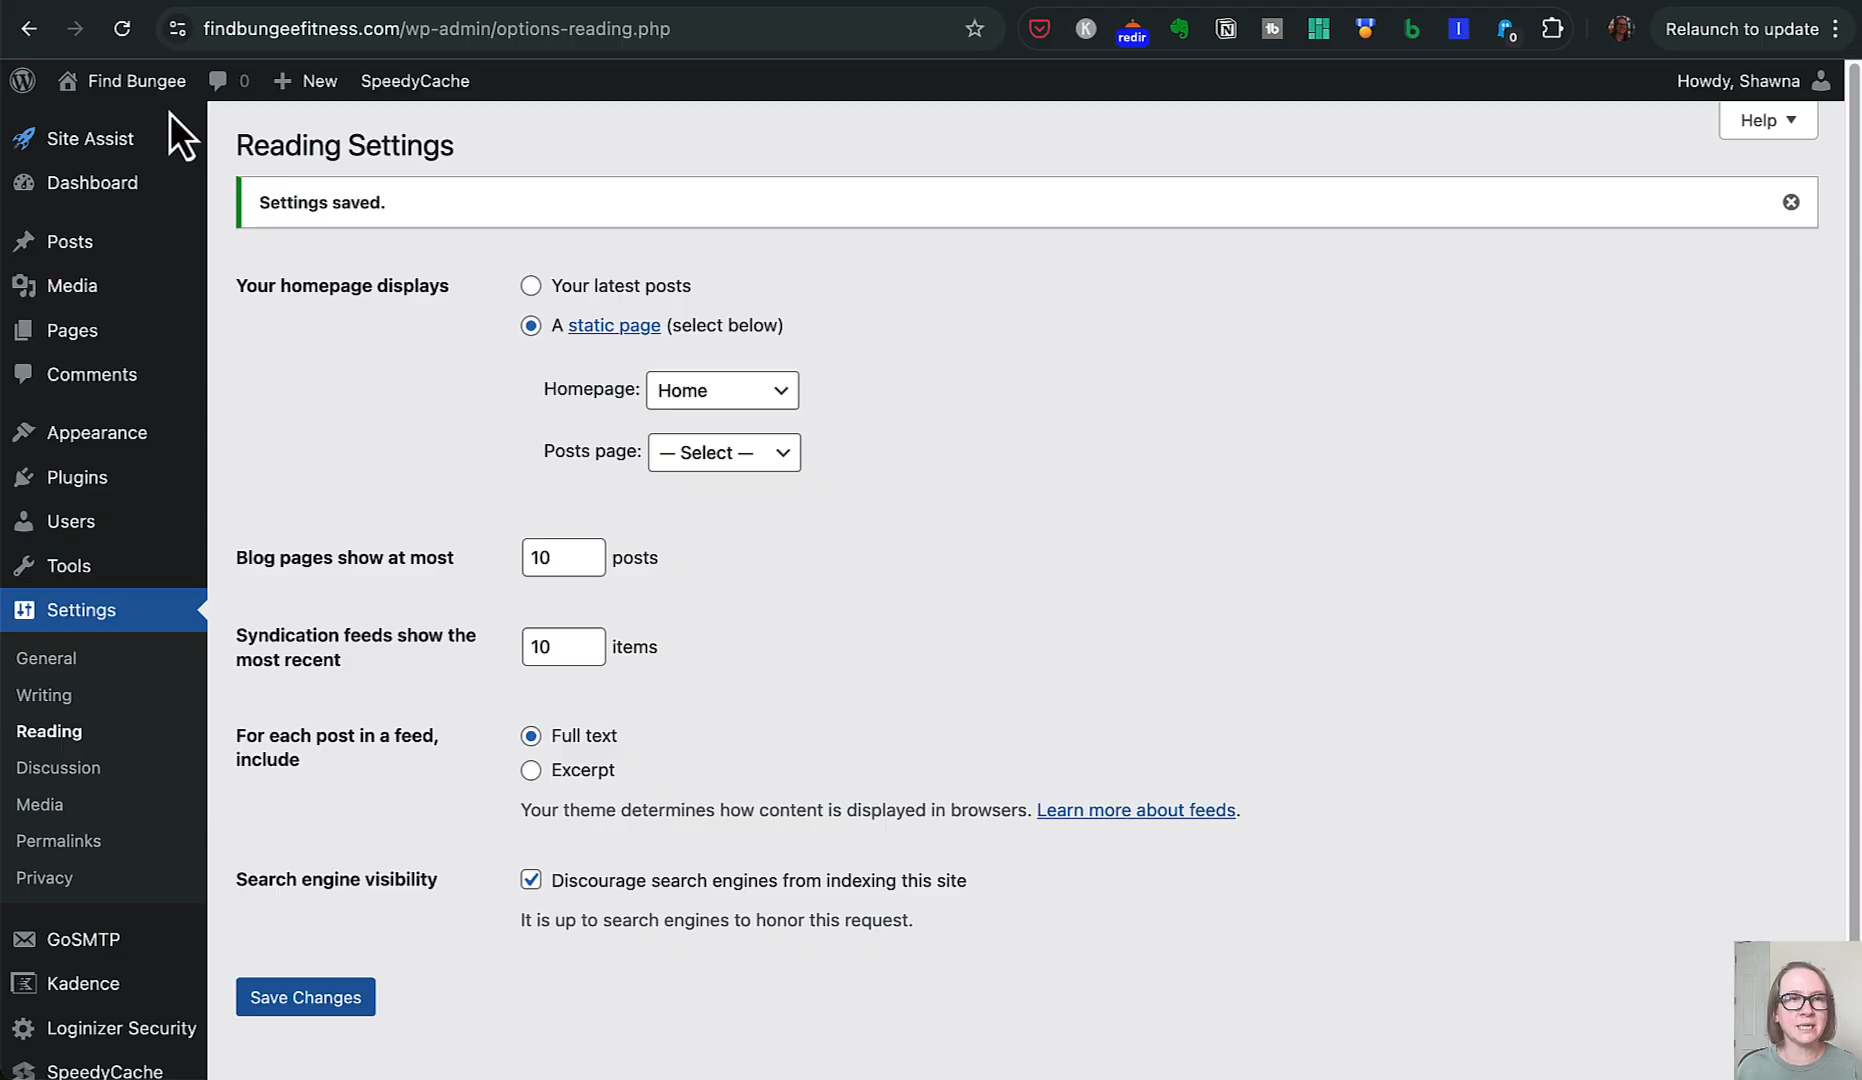 findbungeefitness.com/wp-admin/options-reading.php
K
redir
tb
b
I
0
Relaunch to update
Find Bungee
0
New
SpeedyCache
Howdy, Shawna
Site Assist
Dashboard
Posts
Media
Pages
Comments
Appearance
Plugins
Users
Tools
Settings
General
Writing
Reading
Discussion
Media
Permalinks
Privacy
GoSMTP
Kadence
Loginizer Security
SpeedyCache
Help
Reading Settings
Settings saved.
Your homepage displays
Your latest posts
A static page (select below)
Homepage: Home
Posts page: — Select —
Blog pages show at most
10 posts
Syndication feeds show the
most recent
10 items
For each post in a feed,
include
Full text
Excerpt
Your theme determines how content is displayed in browsers. Learn more about feeds.
Search engine visibility
Discourage search engines from indexing this site
It is up to search engines to honor this request.
Save Changes